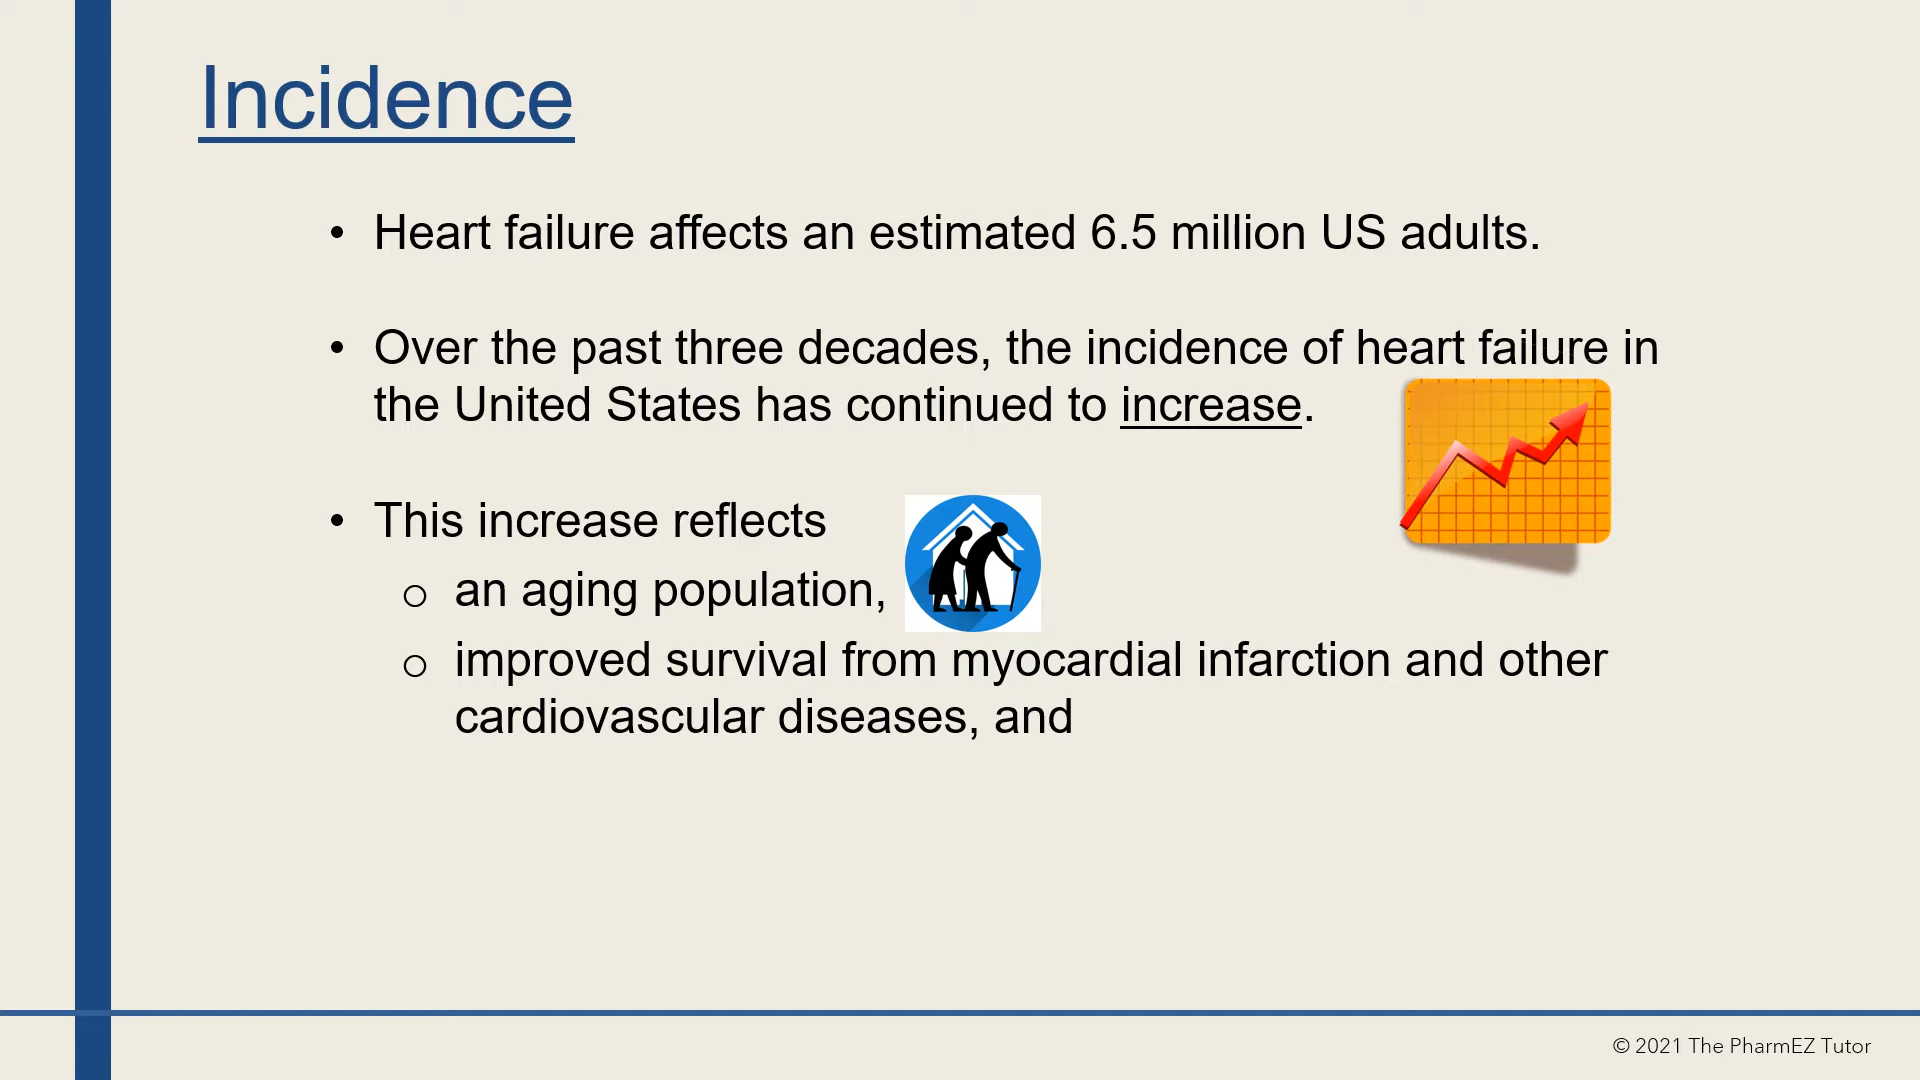 Incidence
• Heart failure affects an estimated 6.5 million US adults.
• Over the past three decades, the incidence of heart failure in
the United States has continued to increase.
• This increase reflects
o an aging population,
o improved survival from myocardial infarction and other
cardiovascular diseases, and
© 2021 The PharmEZ Tutor